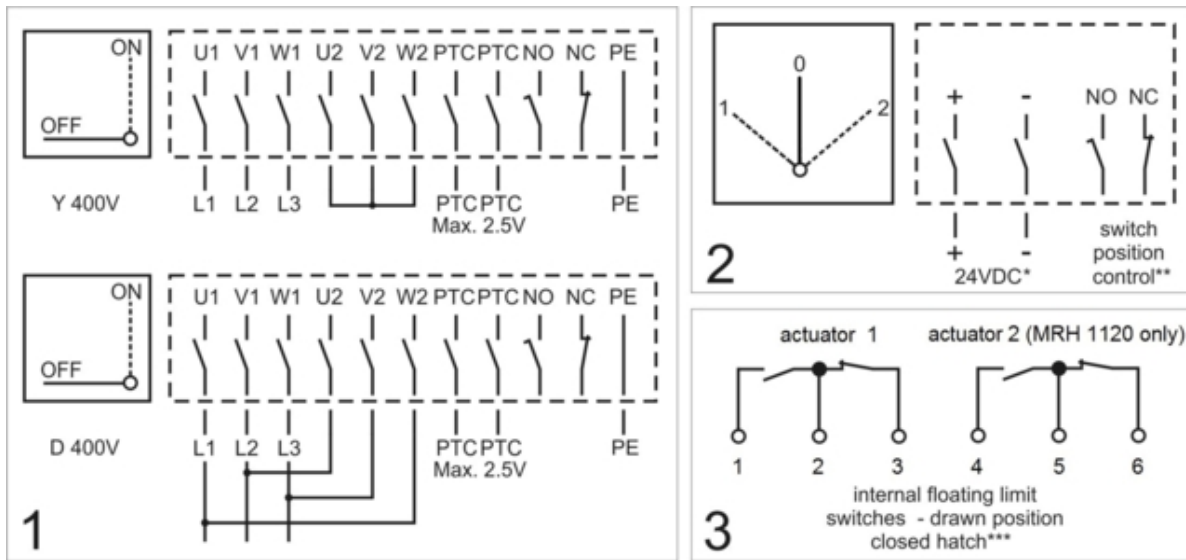 ON
OFF
U1 V1 W1 U2 V2 W2 PTC PTC NO NC PE
Y 400V
L1 L2 L3 PTC PTC PE
Max. 2.5V
ON
OFF
U1 V1 W1 U2 V2 W2 PTC PTC NO NC PE
D 400V
L1 L2 L3 PTC PTC PE
Max. 2.5V
1
0
1 2
+ - NO NC
+ -
24VDC*
switch
position
control**
2
actuator 1 actuator 2 (MRH 1120 only)
1 2 3 4 5 6
internal floating limit
switches - drawn position
closed hatch***
3